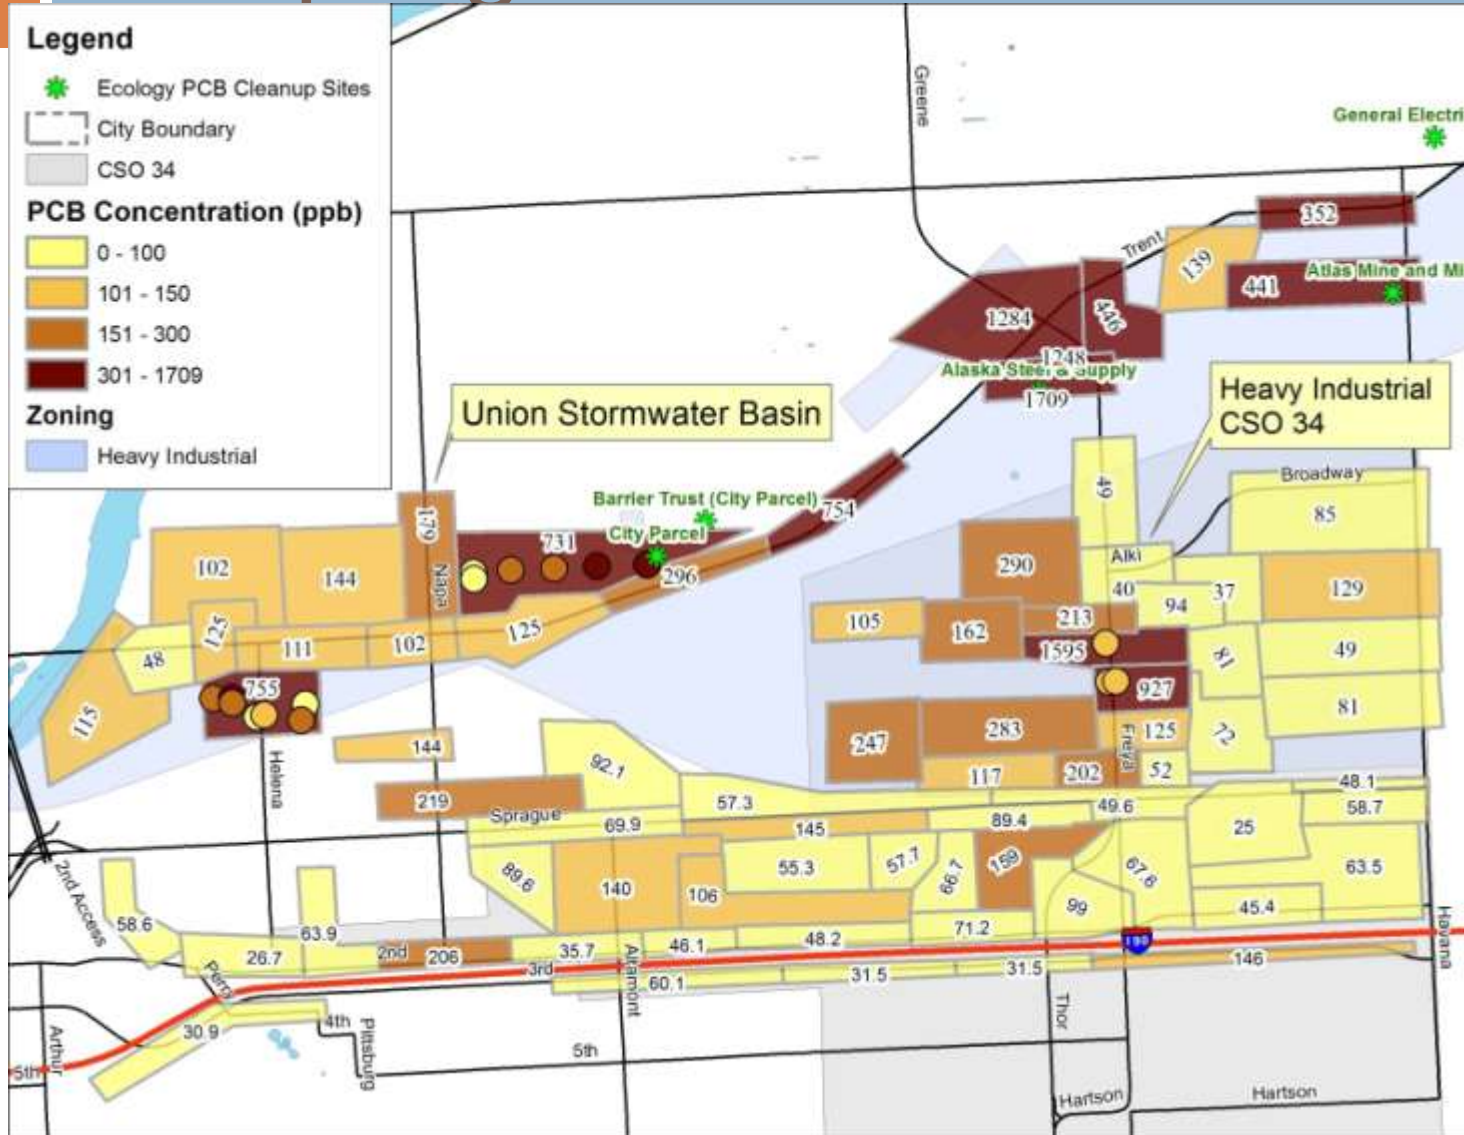 Legend
Ecology PCB Cleanup Sites
City Boundary
CSO 34
PCB Concentration (ppb)
0 - 100
101 - 150
151 - 300
301 - 1709
Zoning
Heavy Industrial
Greene
General Electri
352
Trent
139
Atlas Mine and Mi
441
1284
446
1248
Alaska Steel & Supply
1709
Union Stormwater Basin
Heavy Industrial
CSO 34
Broadway
49
85
Barrier Trust (City Parcel)
754
179
731
City Parcel
296
Alki
102
144
Napa
290
40
37
129
94
125
105
162
213
48
111
102
125
1595
81
49
755
927
115
81
144
247
283
Freya
125
72
Helena
92.1
117
202
52
48.1
219
57.3
49.6
58.7
Sprague
69.9
145
89.4
25
2nd Access
89.6
140
106
55.3
57.7
66.7
159
67.6
63.5
99
45.4
58.6
63.9
71.2
26.7
2nd
206
35.7
46.1
48.2
I90
Havana
3rd
Altamont
60.1
31.5
31.5
146
Perry
30.9
4th
Pittsburg
Thor
Arthur
5th
5th
Hartson
Hartson